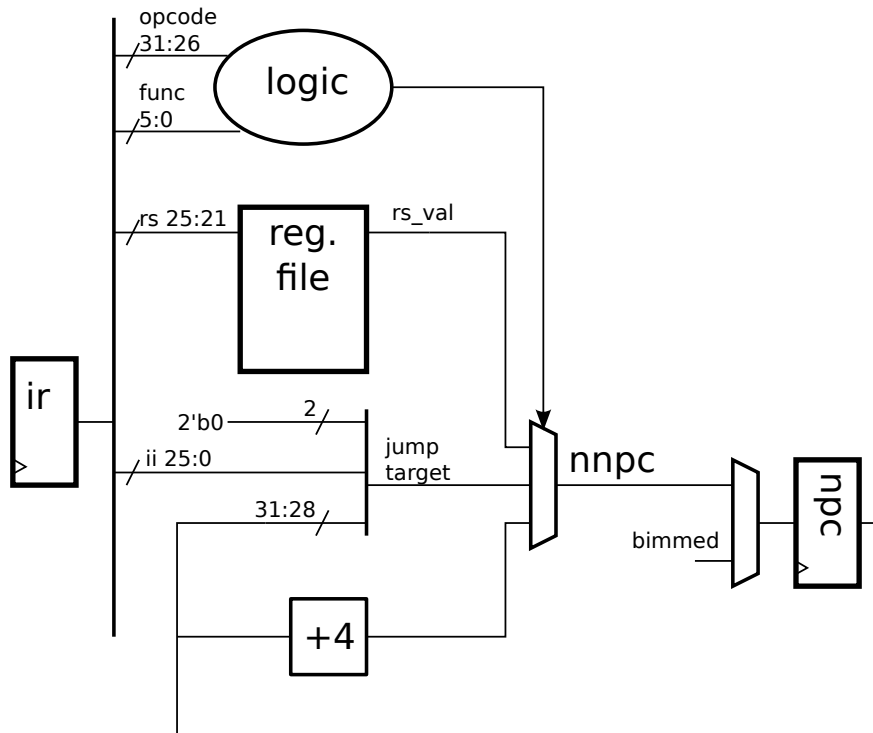 opcode
31:26
logic
func
5:0
rs 25:21
reg.
file
rs_val
ir
2'b0
2
ii 25:0
jump
target
31:28
nnpc
bimmed
npc
+4